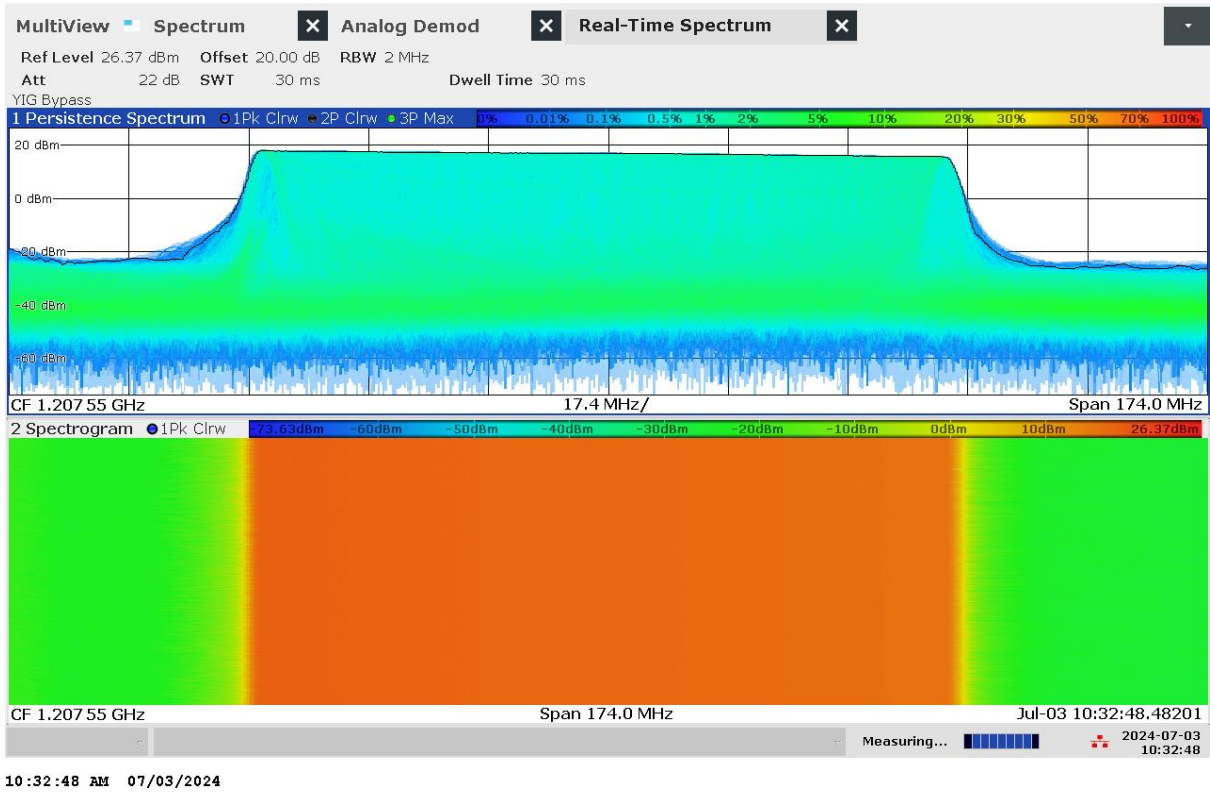 MultiView Spectrum X Analog Demod X Real-Time Spectrum X
Ref Level 26.37 dBm Offset 20.00 dB RBW 2 MHz
Att 22 dB SWT 30 ms Dwell Time 30 ms
YIG Bypass
1 Persistence Spectrum 1Pk Clrw 2P Clrw 3P Max 0% 0.01% 0.1% 0.5% 1% 2% 5% 10% 20% 30% 50% 70% 100%
20 dBm
0 dBm
-20 dBm
-40 dBm
-60 dBm
CF 1.20755 GHz 17.4 MHz/ Span 174.0 MHz
2 Spectrogram 1Pk Clrw -73.63dBm -60dBm -50dBm -40dBm -30dBm -20dBm -10dBm 0dBm 10dBm 26.37dBm
CF 1.20755 GHz Span 174.0 MHz Jul-03 10:32:48.48201
Measuring... 2024-07-03
10:32:48
10:32:48 AM 07/03/2024